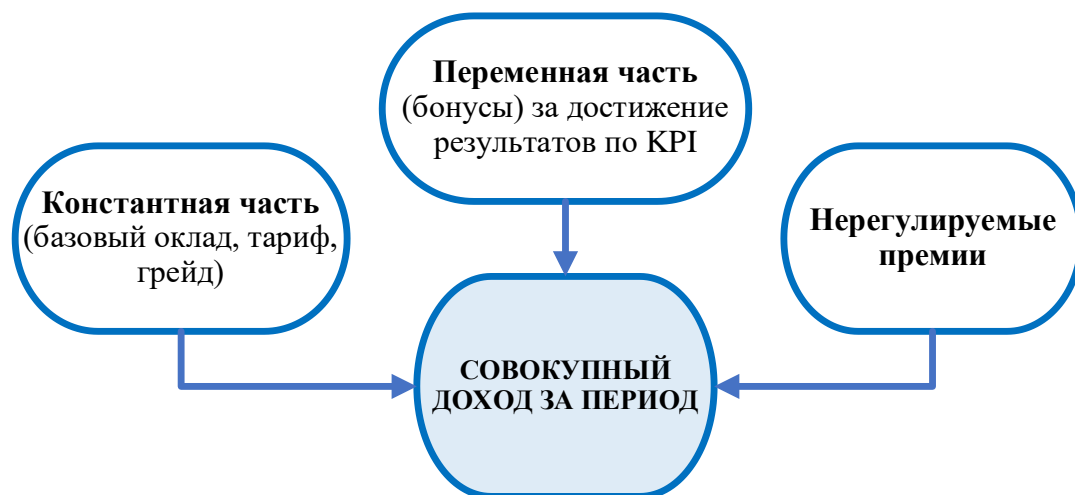 Переменная часть
(бонусы) за достижение
результатов по KPI
Константная часть
(базовый оклад, тариф,
грейд)
Нерегулируемые
премии
СОВОКУПНЫЙ
ДОХОД ЗА ПЕРИОД